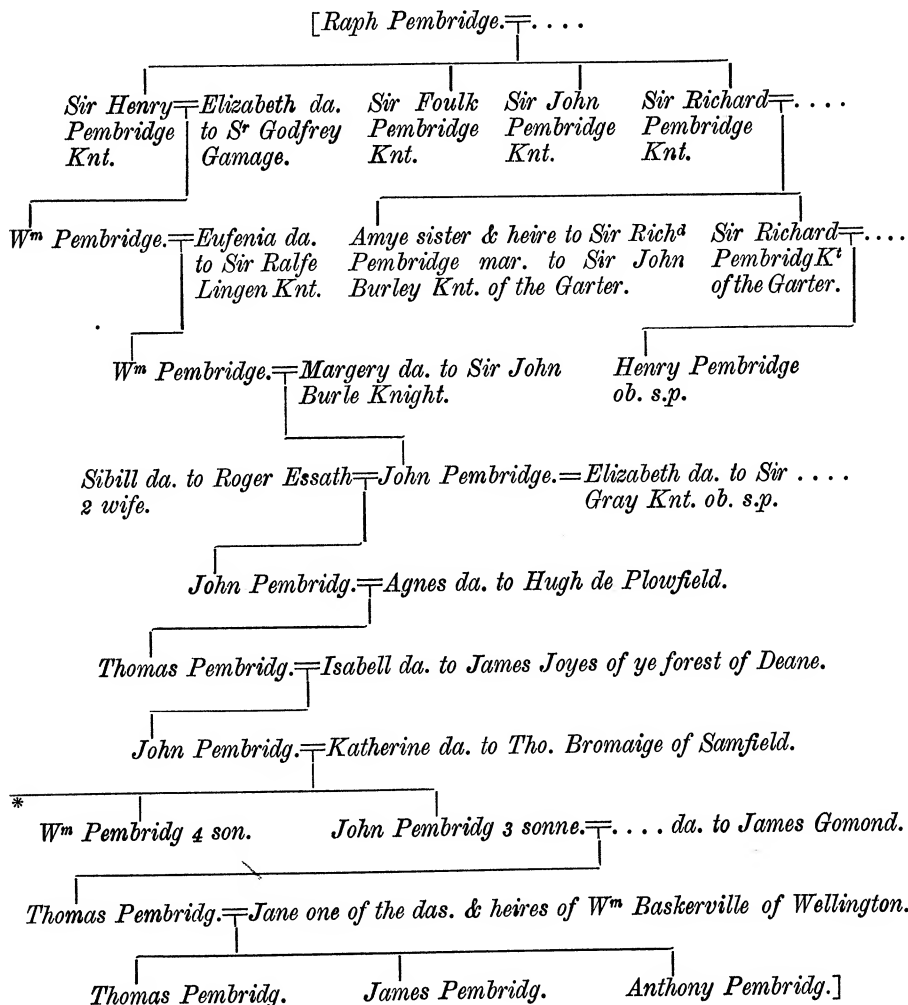 [Raph Pembridge.=....
Sir Henry=Elizabeth da. Sir Foulk Sir John Sir Richard=....
Pembridge to Sʳ Godfrey Pembridge Pembridge Pembridge
Knt. Gamage. Knt. Knt. Knt.
Wᵐ Pembridge.=Eufenia da. Amye sister & heire to Sir Richᵈ Sir Richard=....
to Sir Ralfe Pembridge mar. to Sir John Pembridg Kᵗ
Lingen Knt. Burley Knt. of the Garter. of the Garter.
Wᵐ Pembridge.=Margery da. to Sir John Henry Pembridge
Burle Knight. ob. s.p.
Sibill da. to Roger Essath=John Pembridge.=Elizabeth da. to Sir ....
2 wife. Gray Knt. ob. s.p.
John Pembridg.=Agnes da. to Hugh de Plowfield.
Thomas Pembridg.=Isabell da. to James Joyes of ye forest of Deane.
John Pembridg.=Katherine da. to Tho. Bromaige of Samfield.
*
Wᵐ Pembridg 4 son. John Pembridg 3 sonne.=.... da. to James Gomond.
Thomas Pembridg.=Jane one of the das. & heires of Wᵐ Baskerville of Wellington.
Thomas Pembridg. James Pembridg. Anthony Pembridg.]